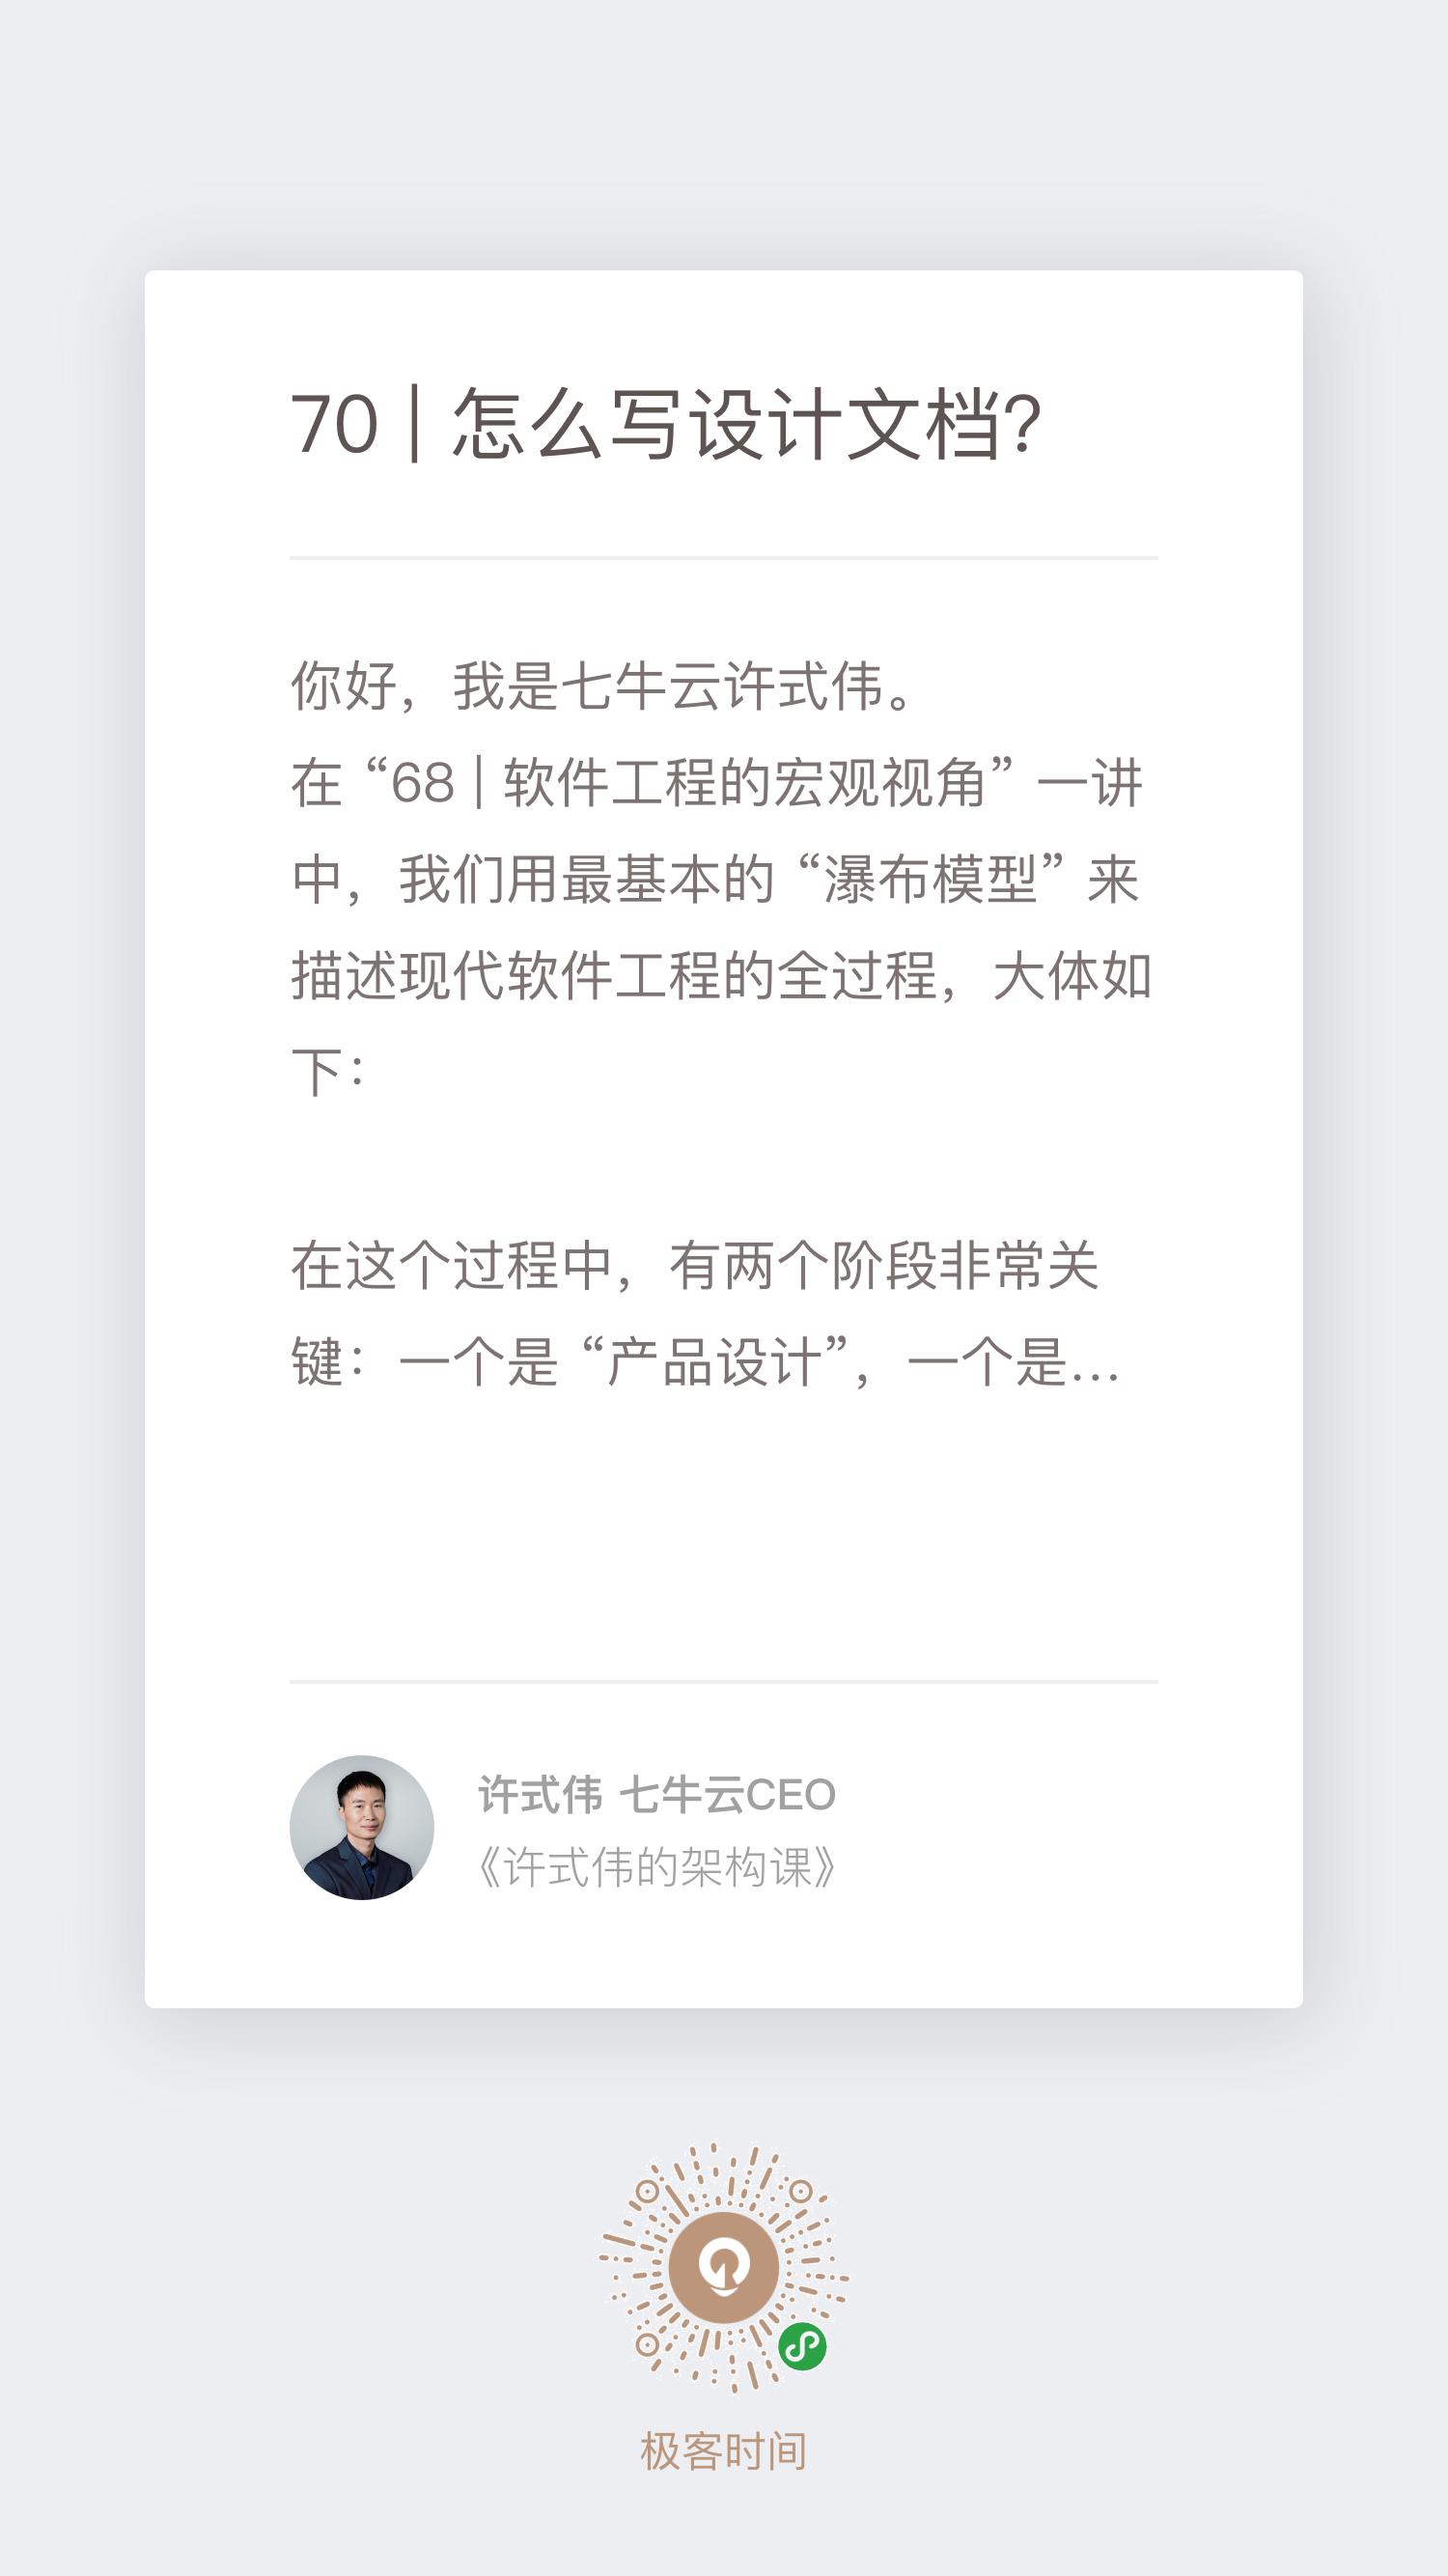 70 | 怎么写设计文档?
你好，我是七牛云许式伟。
在 “68 | 软件工程的宏观视角” 一讲
中，我们用最基本的 “瀑布模型” 来
描述现代软件工程的全过程，大体如
下：
在这个过程中，有两个阶段非常关
键：一个是 “产品设计”，一个是...
许式伟 七牛云CEO
《许式伟的架构课》
极客时间